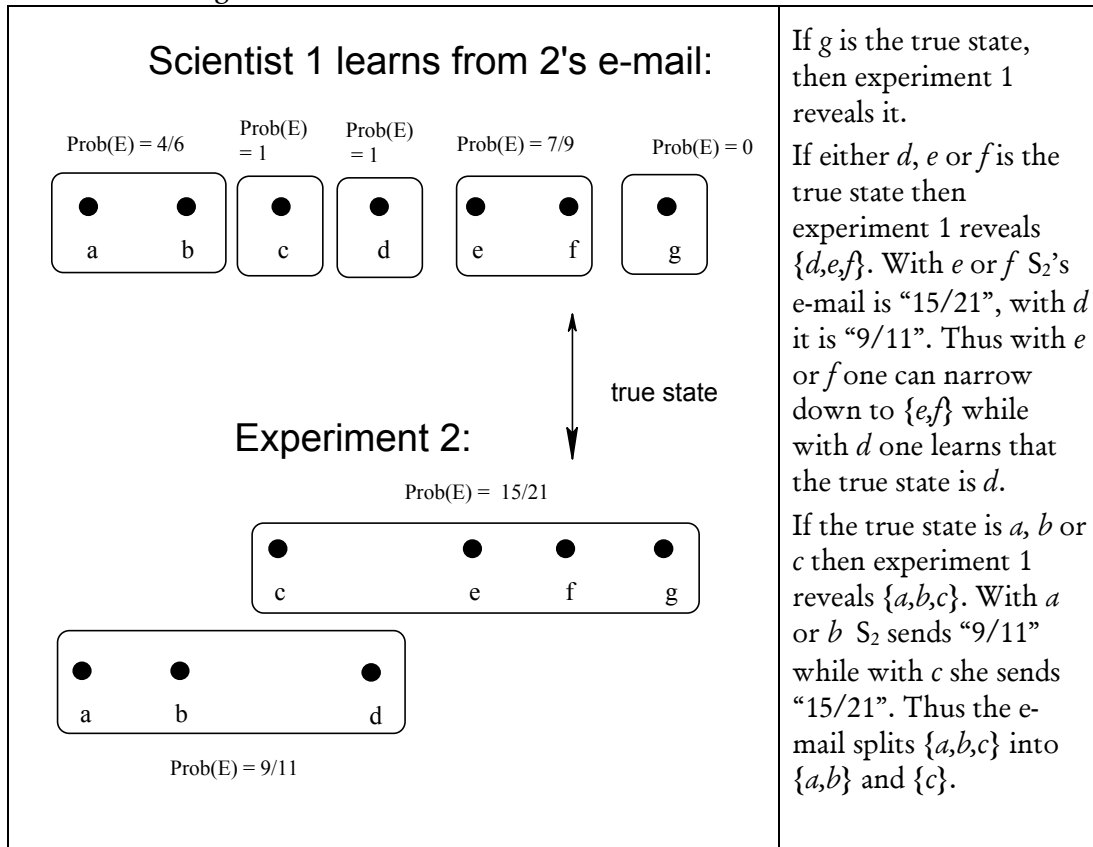 Scientist 1 learns from 2's e-mail:
Prob(E) = 4/6
Prob(E)
= 1
Prob(E)
= 1
Prob(E) = 7/9
Prob(E) = 0
a b c d e f g
true state
Experiment 2:
Prob(E) = 15/21
c e f g
a b d
Prob(E) = 9/11
If g is the true state,
then experiment 1
reveals it.
If either d, e or f is the
true state then
experiment 1 reveals
{d,e,f}. With e or f S₂’s
e-mail is “15/21”, with d
it is “9/11”. Thus with e
or f one can narrow
down to {e,f} while
with d one learns that
the true state is d.
If the true state is a, b or
c then experiment 1
reveals {a,b,c}. With a
or b S₂ sends “9/11”
while with c she sends
“15/21”. Thus the e-
mail splits {a,b,c} into
{a,b} and {c}.